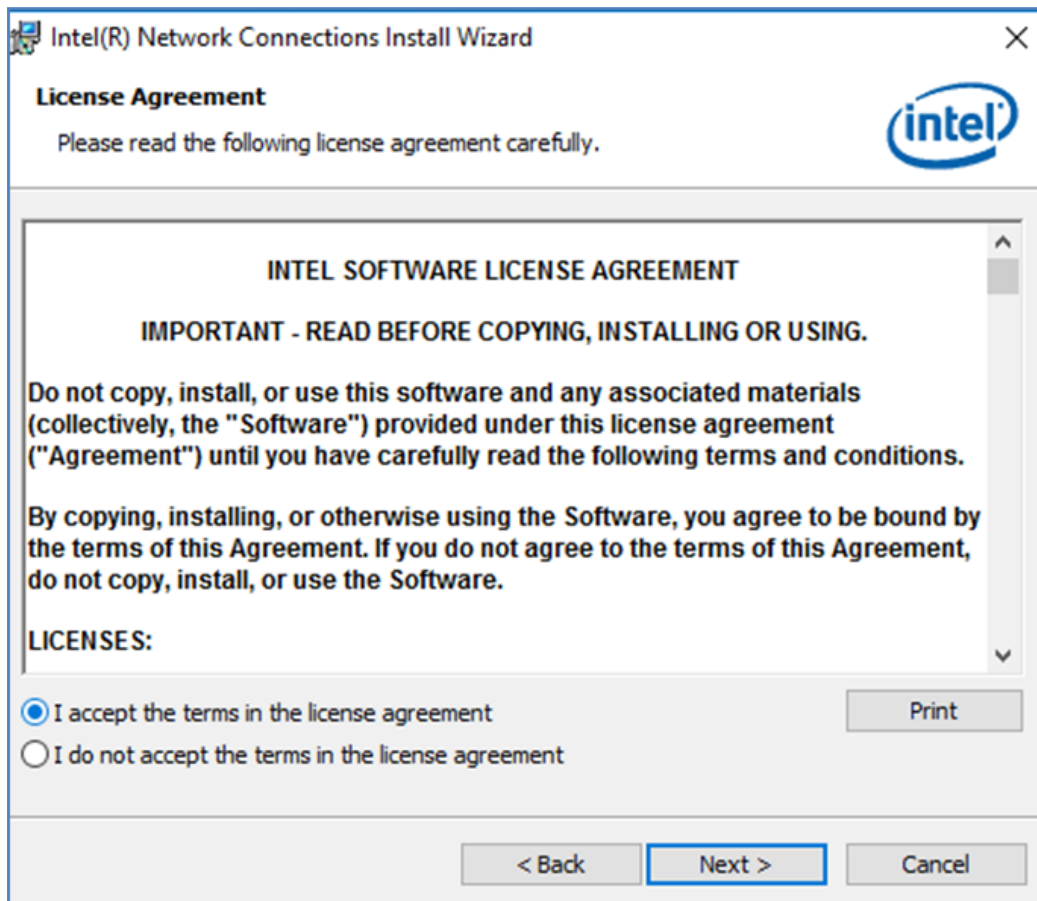 Intel(R) Network Connections Install Wizard
License Agreement
Please read the following license agreement carefully.
intel
INTEL SOFTWARE LICENSE AGREEMENT
IMPORTANT - READ BEFORE COPYING, INSTALLING OR USING.
Do not copy, install, or use this software and any associated materials
(collectively, the "Software") provided under this license agreement
("Agreement") until you have carefully read the following terms and conditions.
By copying, installing, or otherwise using the Software, you agree to be bound by
the terms of this Agreement. If you do not agree to the terms of this Agreement,
do not copy, install, or use the Software.
LICENSES:
I accept the terms in the license agreement
Print
I do not accept the terms in the license agreement
< Back
Next >
Cancel